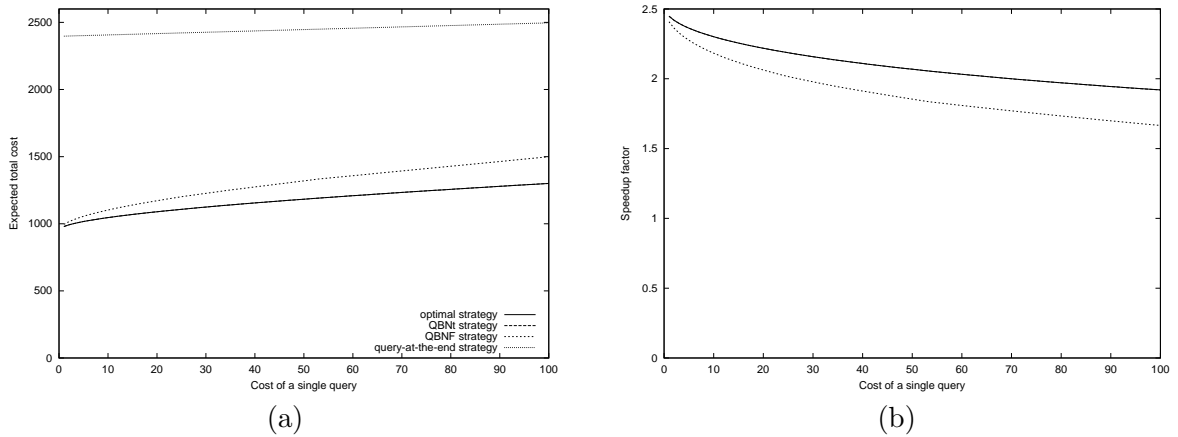 2500
2000
1500
1000
500
0
Expected total cost
optimal strategy
QBNt strategy
QBNF strategy
query-at-the-end strategy
0 10 20 30 40 50 60 70 80 90 100
Cost of a single query
(a)
2.5
2
1.5
1
0.5
0
Speedup factor
0 10 20 30 40 50 60 70 80 90 100
Cost of a single query
(b)